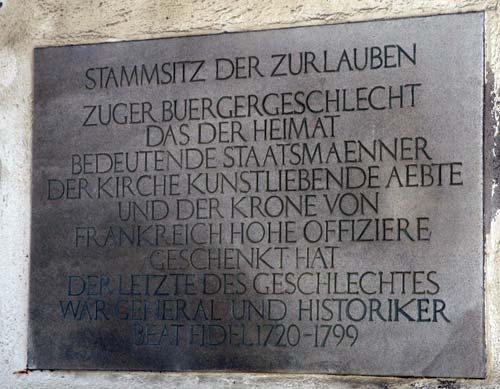 STAMMSITZ DER ZURLAUBEN
ZUGER BUERGERGESCHLECHT
DAS DER HEIMAT
BEDEUTENDE STAATSMAENNER
DER KIRCHE KUNSTLIEBENDE AEBTE
UND DER KRONE VON
FRANKREICH HOHE OFFIZIERE
GESCHENKT HAT
DER LETZTE DES GESCHLECHTES
WAR GENERAL UND HISTORIKER
BEAT FIDEL 1720-1799